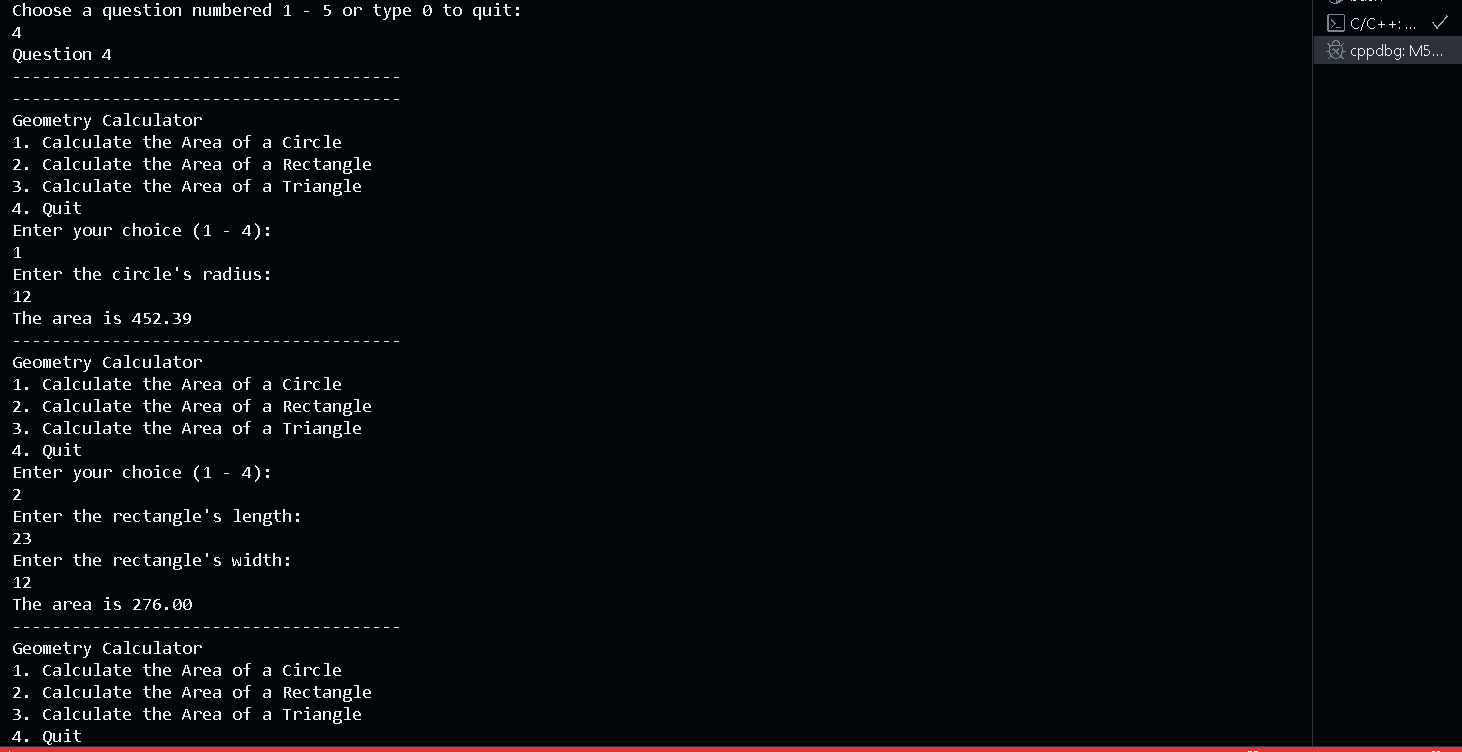 Choose a question numbered 1 - 5 or type 0 to quit:
4
Question 4
---------------------------------------
---------------------------------------
Geometry Calculator
1. Calculate the Area of a Circle
2. Calculate the Area of a Rectangle
3. Calculate the Area of a Triangle
4. Quit
Enter your choice (1 - 4):
1
Enter the circle's radius:
12
The area is 452.39
---------------------------------------
Geometry Calculator
1. Calculate the Area of a Circle
2. Calculate the Area of a Rectangle
3. Calculate the Area of a Triangle
4. Quit
Enter your choice (1 - 4):
2
Enter the rectangle's length:
23
Enter the rectangle's width:
12
The area is 276.00
---------------------------------------
Geometry Calculator
1. Calculate the Area of a Circle
2. Calculate the Area of a Rectangle
3. Calculate the Area of a Triangle
4. Quit
C/C++: ...
cppdbg: M5...